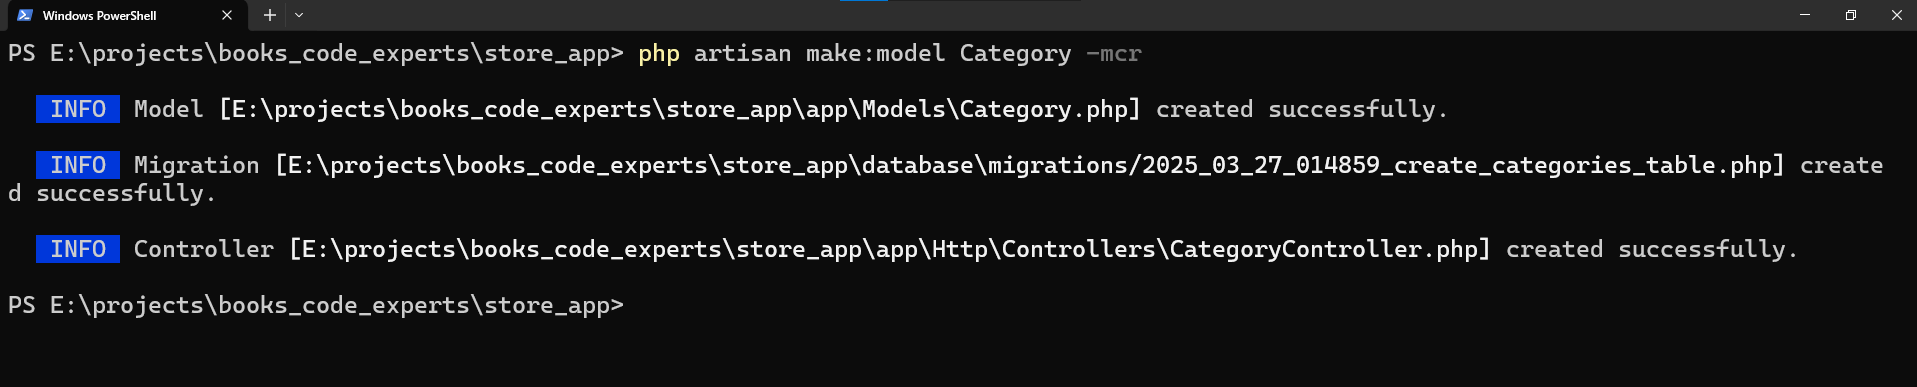 Windows PowerShell
PS E:\projects\books_code_experts\store_app> php artisan make:model Category -mcr
INFO Model [E:\projects\books_code_experts\store_app\app\Models\Category.php] created successfully.
INFO Migration [E:\projects\books_code_experts\store_app\database\migrations/2025_03_27_014859_create_categories_table.php] create
d successfully.
INFO Controller [E:\projects\books_code_experts\store_app\app\Http\Controllers\CategoryController.php] created successfully.
PS E:\projects\books_code_experts\store_app>